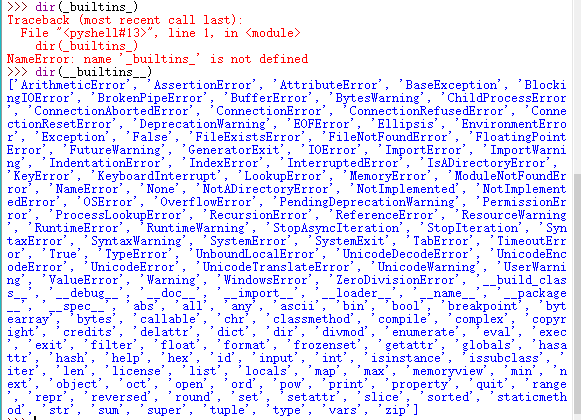 >>> dir(_builtins_)
Traceback (most recent call last):
  File "<pyshell#13>", line 1, in <module>
    dir(_builtins_)
NameError: name '_builtins_' is not defined
>>> dir(__builtins__)
['ArithmeticError', 'AssertionError', 'AttributeError', 'BaseException', 'Blocki
ngIOError', 'BrokenPipeError', 'BufferError', 'BytesWarning', 'ChildProcessError
', 'ConnectionAbortedError', 'ConnectionError', 'ConnectionRefusedError', 'Conne
ctionResetError', 'DeprecationWarning', 'EOFError', 'Ellipsis', 'EnvironmentErro
r', 'Exception', 'False', 'FileExistsError', 'FileNotFoundError', 'FloatingPoint
Error', 'FutureWarning', 'GeneratorExit', 'IOError', 'ImportError', 'ImportWarni
ng', 'IndentationError', 'IndexError', 'InterruptedError', 'IsADirectoryError',
'KeyError', 'KeyboardInterrupt', 'LookupError', 'MemoryError', 'ModuleNotFoundEr
ror', 'NameError', 'None', 'NotADirectoryError', 'NotImplemented', 'NotImplement
edError', 'OSError', 'OverflowError', 'PendingDeprecationWarning', 'PermissionEr
ror', 'ProcessLookupError', 'RecursionError', 'ReferenceError', 'ResourceWarning
', 'RuntimeError', 'RuntimeWarning', 'StopAsyncIteration', 'StopIteration', 'Syn
taxError', 'SyntaxWarning', 'SystemError', 'SystemExit', 'TabError', 'TimeoutErr
or', 'True', 'TypeError', 'UnboundLocalError', 'UnicodeDecodeError', 'UnicodeEnc
odeError', 'UnicodeError', 'UnicodeTranslateError', 'UnicodeWarning', 'UserWarni
ng', 'ValueError', 'Warning', 'WindowsError', 'ZeroDivisionError', '__build_clas
s__', '__debug__', '__doc__', '__import__', '__loader__', '__name__', '__package
__', '__spec__', 'abs', 'all', 'any', 'ascii', 'bin', 'bool', 'breakpoint', 'byt
earray', 'bytes', 'callable', 'chr', 'classmethod', 'compile', 'complex', 'copyr
ight', 'credits', 'delattr', 'dict', 'dir', 'divmod', 'enumerate', 'eval', 'exec
', 'exit', 'filter', 'float', 'format', 'frozenset', 'getattr', 'globals', 'hasa
ttr', 'hash', 'help', 'hex', 'id', 'input', 'int', 'isinstance', 'issubclass', '
iter', 'len', 'license', 'list', 'locals', 'map', 'max', 'memoryview', 'min', 'n
ext', 'object', 'oct', 'open', 'ord', 'pow', 'print', 'property', 'quit', 'range
', 'repr', 'reversed', 'round', 'set', 'setattr', 'slice', 'sorted', 'staticmeth
od', 'str', 'sum', 'super', 'tuple', 'type', 'vars', 'zip']
>>>